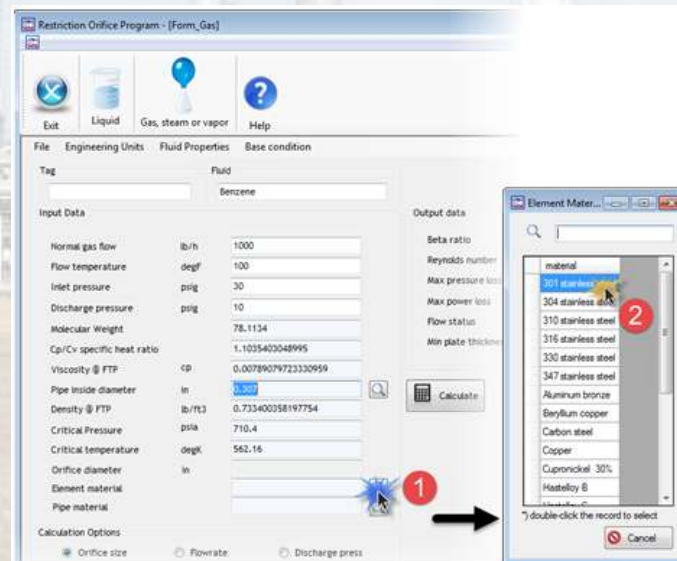 Restriction Orifice Program - [Form_Gas]
Exit
Liquid
Gas, steam or vapor
Help
File Engineering Units Fluid Properties Base condition
Tag
Fluid
Benzene
Input Data
Normal gas flow lb/h 1000
Flow temperature degF 100
Inlet pressure psig 30
Discharge pressure psig 10
Molecular Weight 78.1134
Cp/Cv specific heat ratio 1.1035403048995
Viscosity @ FTP cp 0.00789079723330959
Pipe Inside diameter in 0.307
Density @ FTP lb/ft3 0.733400358197754
Critical Pressure psia 710.4
Critical temperature degK 562.16
Orifice diameter in
Element material
Pipe material
1
Calculation Options
Orifice size
Flowrate
Discharge press
Output data
Beta ratio
Reynolds number
Max pressure loss
Max power loss
Flow status
Min plate thickness
Calculate
Element Mater...
material
301 stainless
304 stainless steel
310 stainless steel
2
316 stainless steel
330 stainless steel
347 stainless steel
Aluminum bronze
Beryllium copper
Carbon steel
Copper
Cupronickel 30%
Hastelloy B
*) double-click the record to select
Cancel